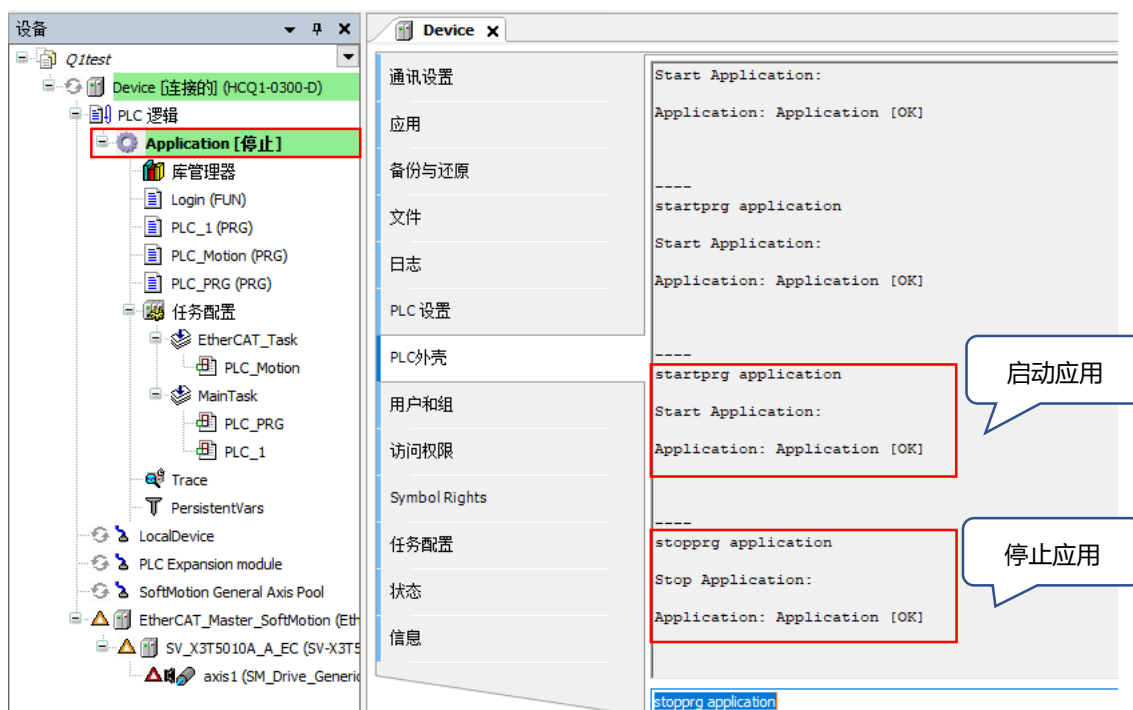 设备
Q1test
Device [连接的] (HCQ1-0300-D)
PLC 逻辑
Application [停止]
库管理器
Login (FUN)
PLC_1 (PRG)
PLC_Motion (PRG)
PLC_PRG (PRG)
任务配置
EtherCAT_Task
PLC_Motion
MainTask
PLC_PRG
PLC_1
Trace
PersistentVars
LocalDevice
PLC Expansion module
SoftMotion General Axis Pool
EtherCAT_Master_SoftMotion (Eth
SV_X3T5010A_A_EC (SV-X3T5
axis1 (SM_Drive_Generic
Device
通讯设置
应用
备份与还原
文件
日志
PLC 设置
PLC外壳
用户和组
访问权限
Symbol Rights
任务配置
状态
信息
Start Application:
Application: Application [OK]
----
startprg application
Start Application:
Application: Application [OK]
----
startprg application
Start Application:
Application: Application [OK]
启动应用
----
stopprg application
Stop Application:
Application: Application [OK]
停止应用
stopprg application